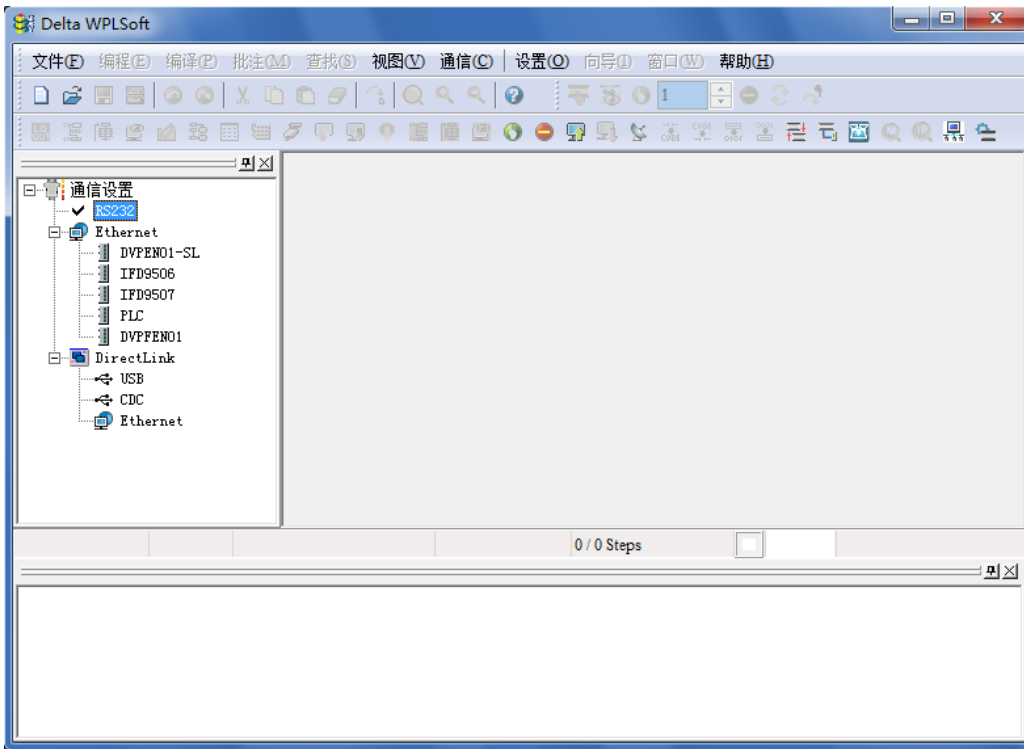 Delta WPLSoft
文件(F) 编程(E) 编译(P) 批注(M) 查找(S) 视图(V) 通信(C) 设置(O) 向导(I) 窗口(W) 帮助(H)
1
CODE CODE
通信设置
RS232
Ethernet
DVPEN01-SL
IFD9506
IFD9507
PLC
DVPFEN01
DirectLink
USB
CDC
Ethernet
0 / 0 Steps